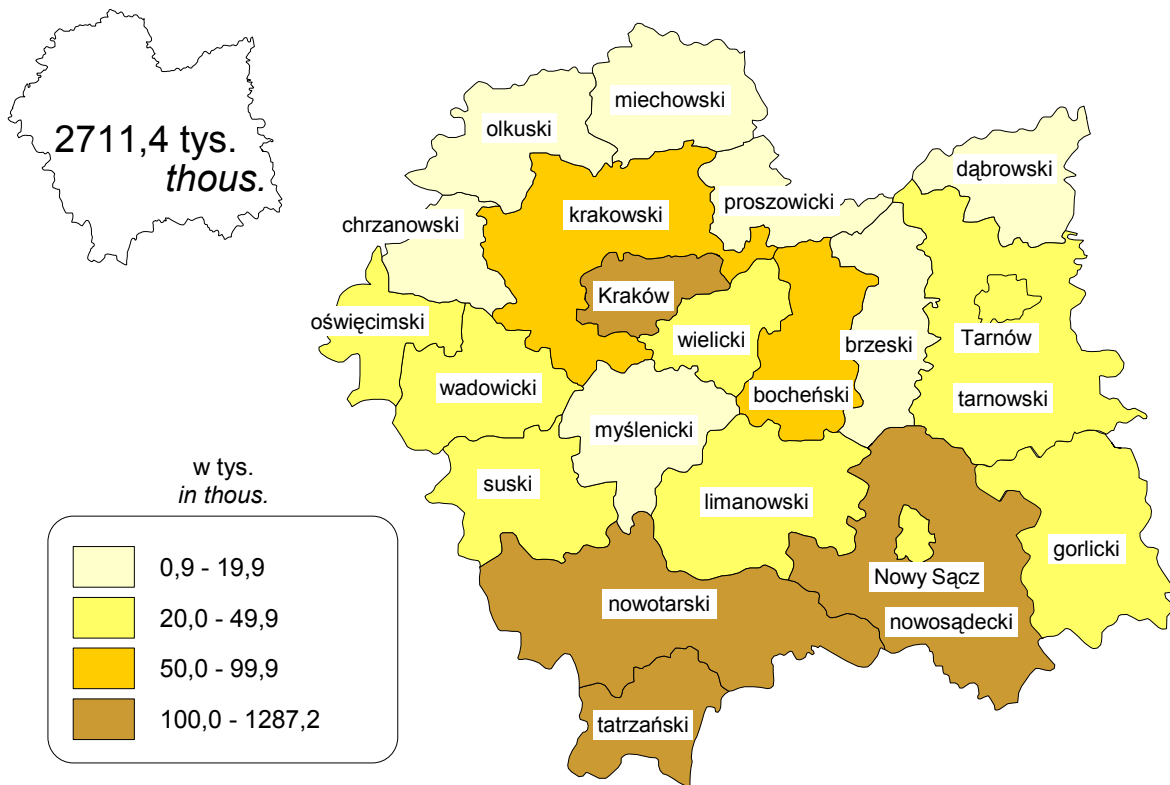 2711,4 tys.
thous.
miechowski
olkuski
dąbrowski
proszowicki
krakowski
chrzanowski
Kraków
oświęcimski
wielicki
brzeski
Tarnów
wadowicki
bocheński
tarnowski
myślenicki
suski
limanowski
gorlicki
Nowy Sącz
nowotarski
nowosądecki
tatrzański
w tys.
in thous.
0,9 - 19,9
20,0 - 49,9
50,0 - 99,9
100,0 - 1287,2